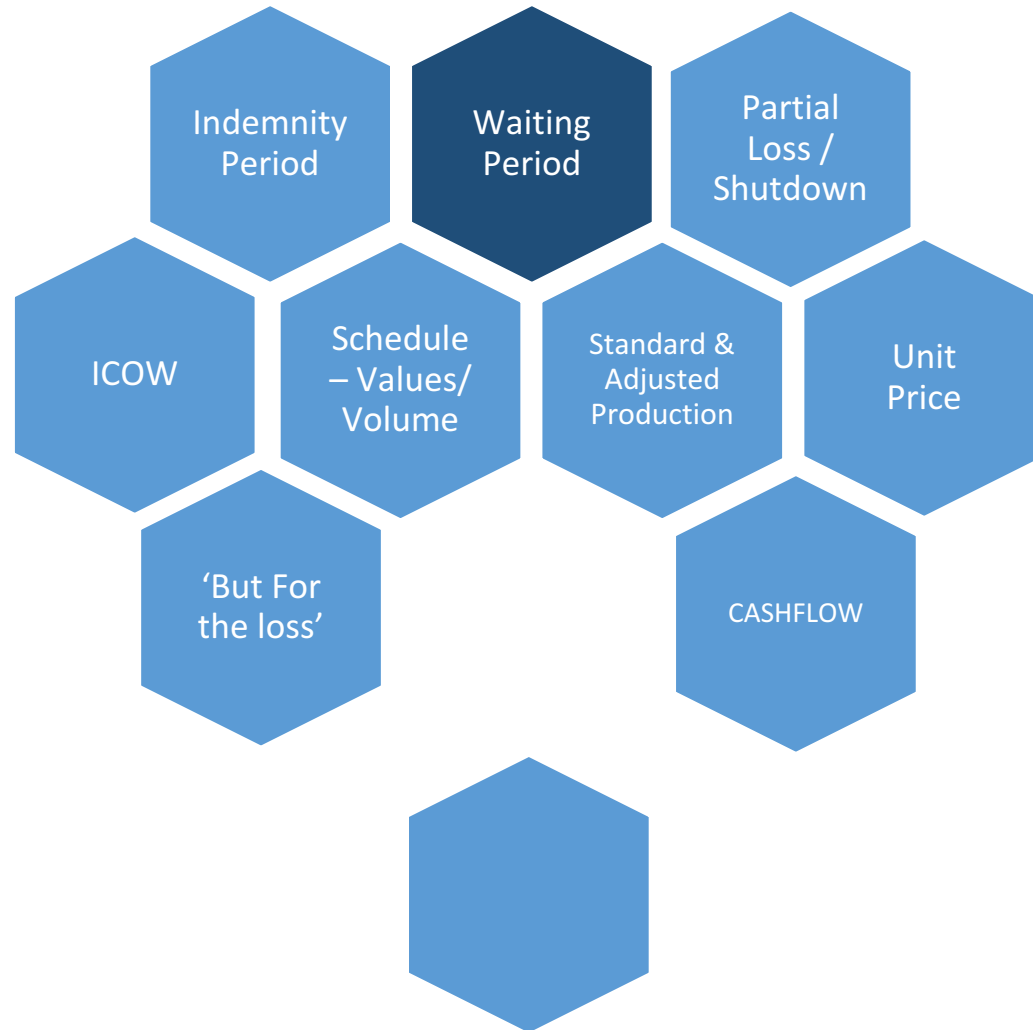 Indemnity
Period
Waiting
Period
Partial
Loss /
Shutdown
ICOW
Schedule
– Values/
Volume
Standard &
Adjusted
Production
Unit
Price
‘But For
the loss’
CASHFLOW